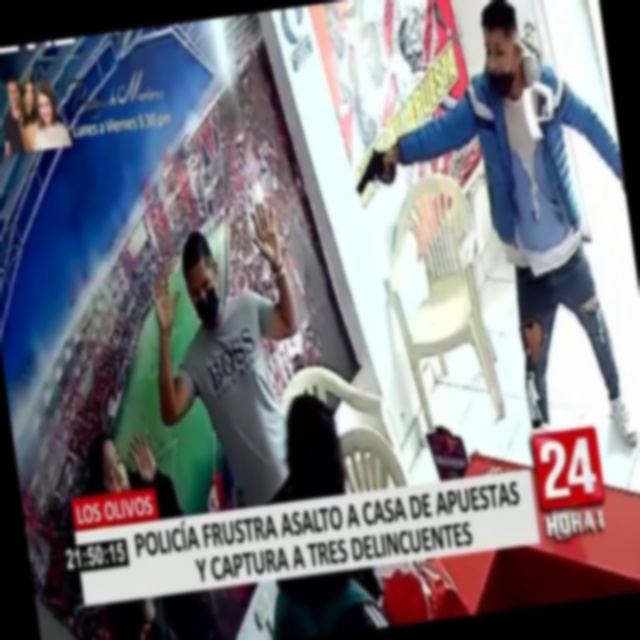 Lunes a Viernes 5:30 pm
BOSS
LOS OLIVOS
21:50:15
POLICÍA FRUSTRA ASALTO A CASA DE APUESTAS
Y CAPTURA A TRES DELINCUENTES
24
HORAS